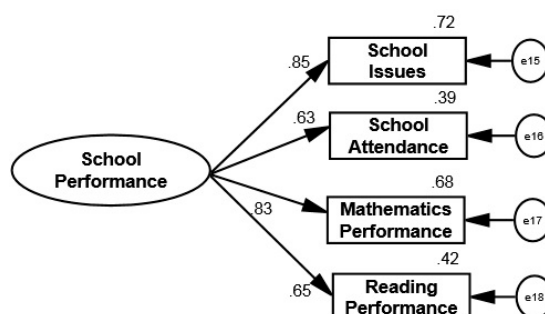 .72
School
Issues
e15
.85
.39
.63
School
Attendance
e16
School
Performance
.68
Mathematics
Performance
e17
.83
.42
.65
Reading
Performance
e18